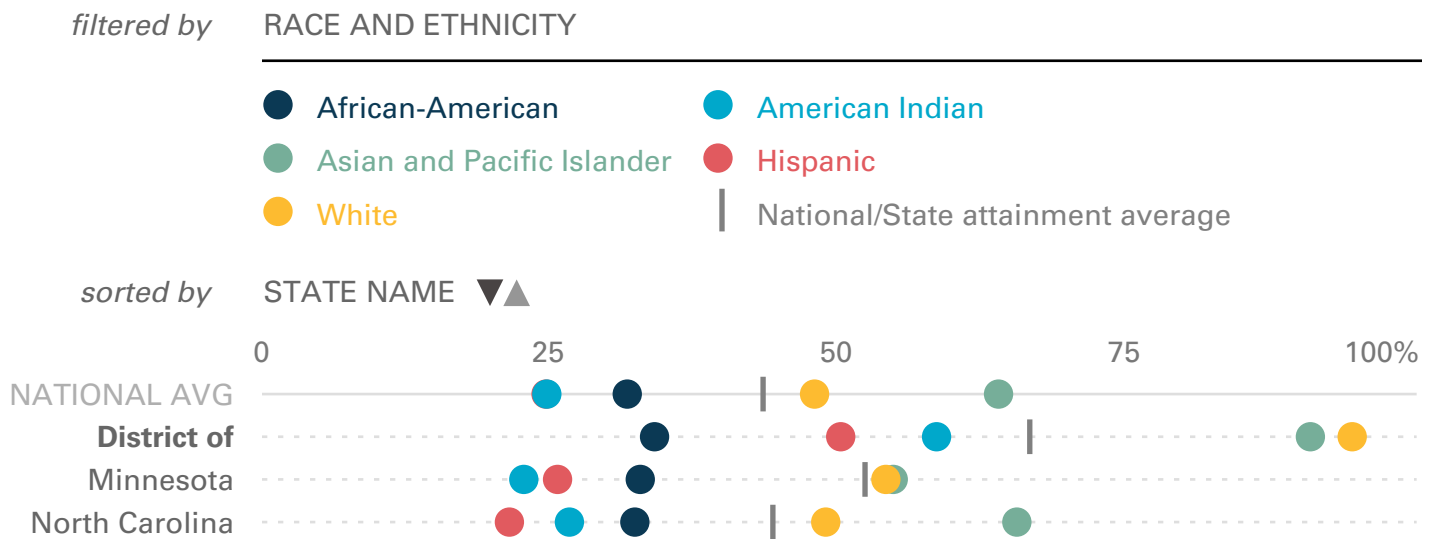 filtered by RACE AND ETHNICITY
African-American American Indian
Asian and Pacific Islander Hispanic
White National/State attainment average
sorted by STATE NAME
0 25 50 75 100%
NATIONAL AVG
District of
Minnesota
North Carolina